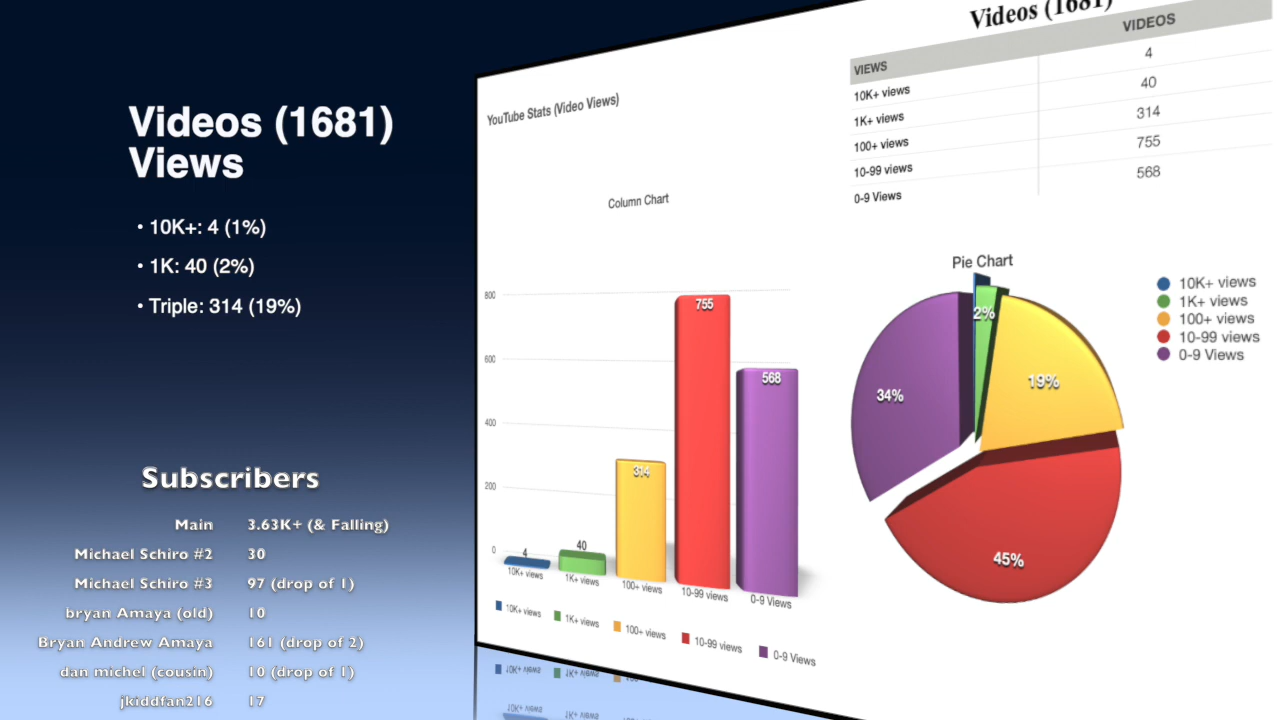 Videos (1681)
Views
• 10K+: 4 (1%)
• 1K: 40 (2%)
• Triple: 314 (19%)
Subscribers
Main 3.63K+ (& Falling)
Michael Schiro #2 30
Michael Schiro #3 97 (drop of 1)
bryan Amaya (old) 10
Bryan Andrew Amaya 161 (drop of 2)
dan michel (cousin) 10 (drop of 1)
jkiddfan216 17
YouTube Stats (Video Views)
Column Chart
800
600
400
200
0
4
40
314
755
568
10K+ views
1K+ views
100+ views
10-99 views
0-9 Views
10K+ views
1K+ views
100+ views
10-99 views
0-9 Views
Videos (1681)
VIEWS VIDEOS
10K+ views 4
1K+ views 40
100+ views 314
10-99 views 755
0-9 Views 568
Pie Chart
2%
19%
34%
45%
10K+ views
1K+ views
100+ views
10-99 views
0-9 Views